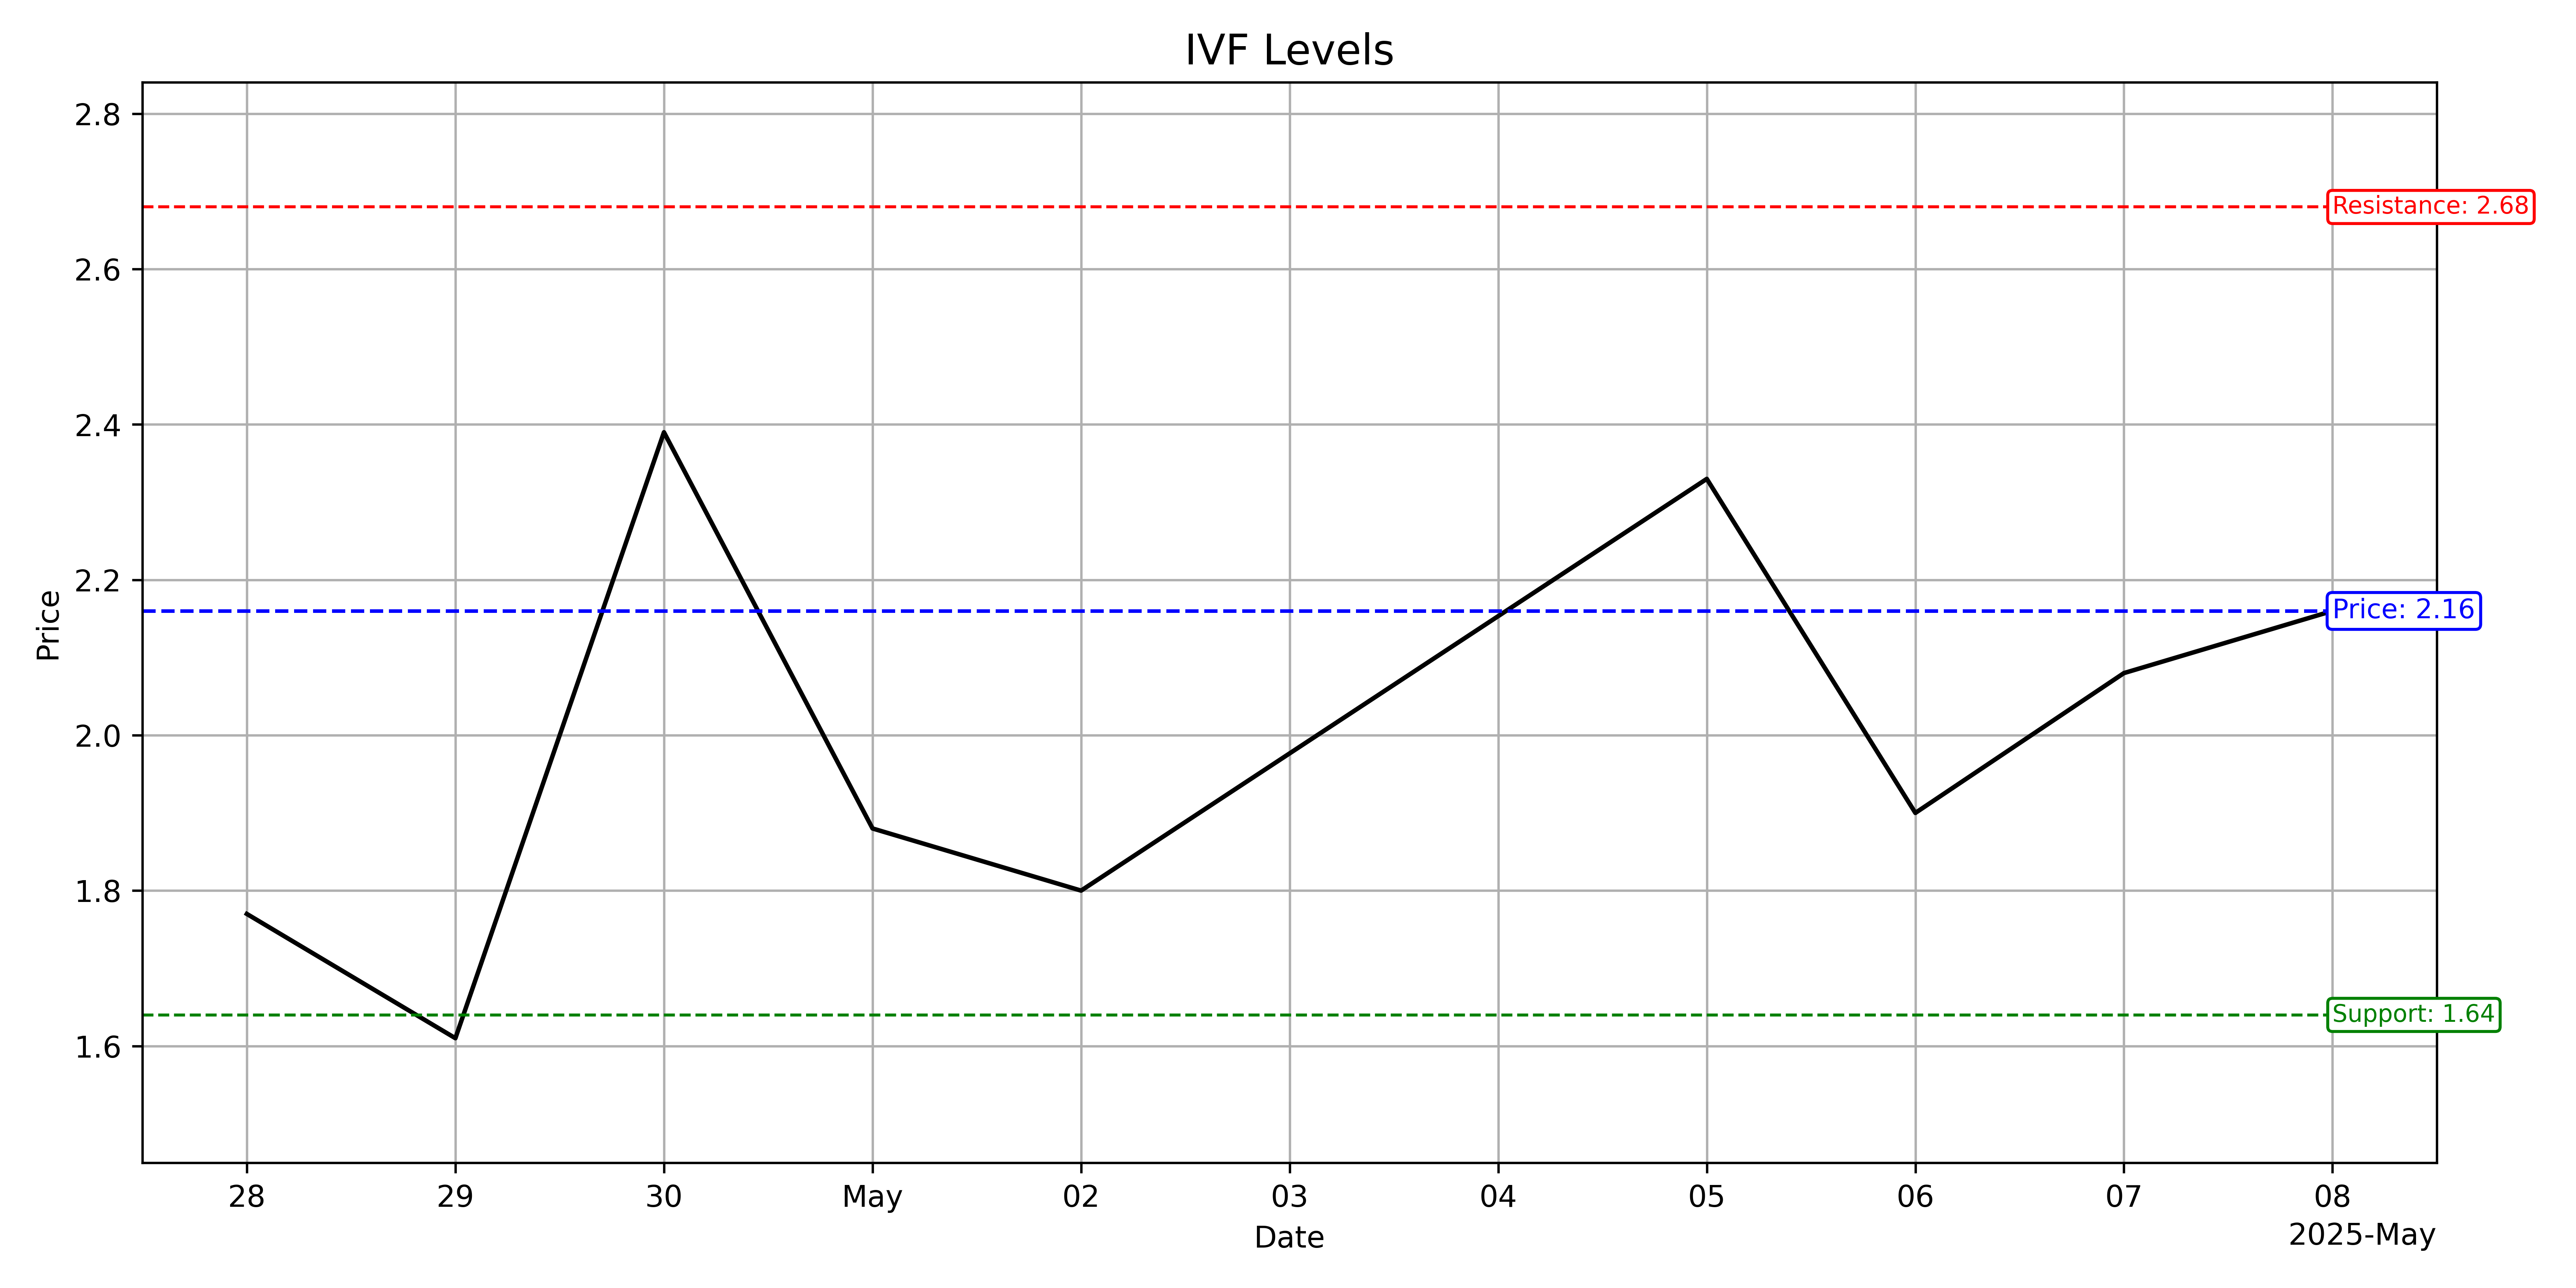 IVF Levels
2.8
Resistance: 2.68
2.6
2.4
2.2
Price: 2.16
Price
2.0
1.8
Support: 1.64
1.6
28 29 30 May 02 03 04 05 06 07 08
Date
2025-May